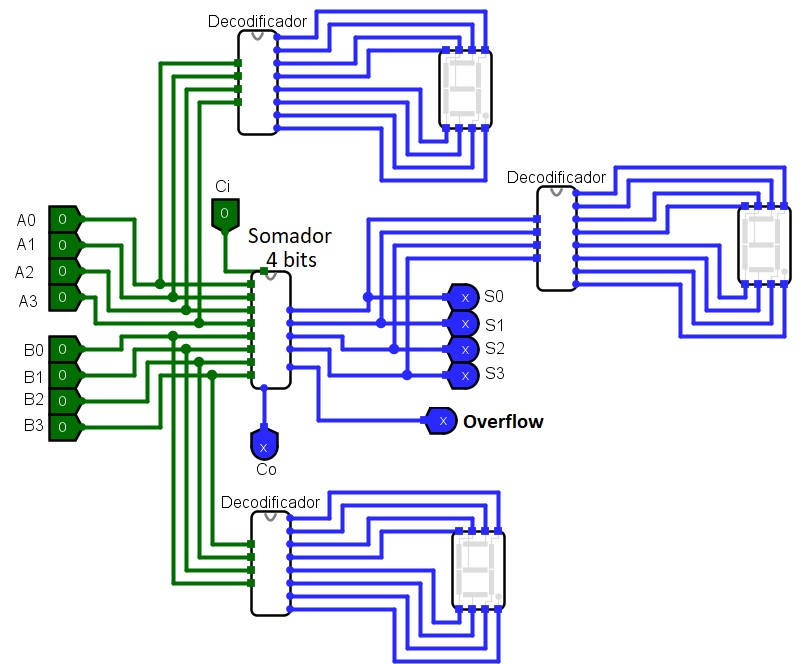 Decodificador
Decodificador
Ci
0
Somador
4 bits
A0 0
A1 0
A2 0
A3 0
B0 0
B1 0
B2 0
B3 0
x S0
x S1
x S2
x S3
x Overflow
x
Co
Decodificador